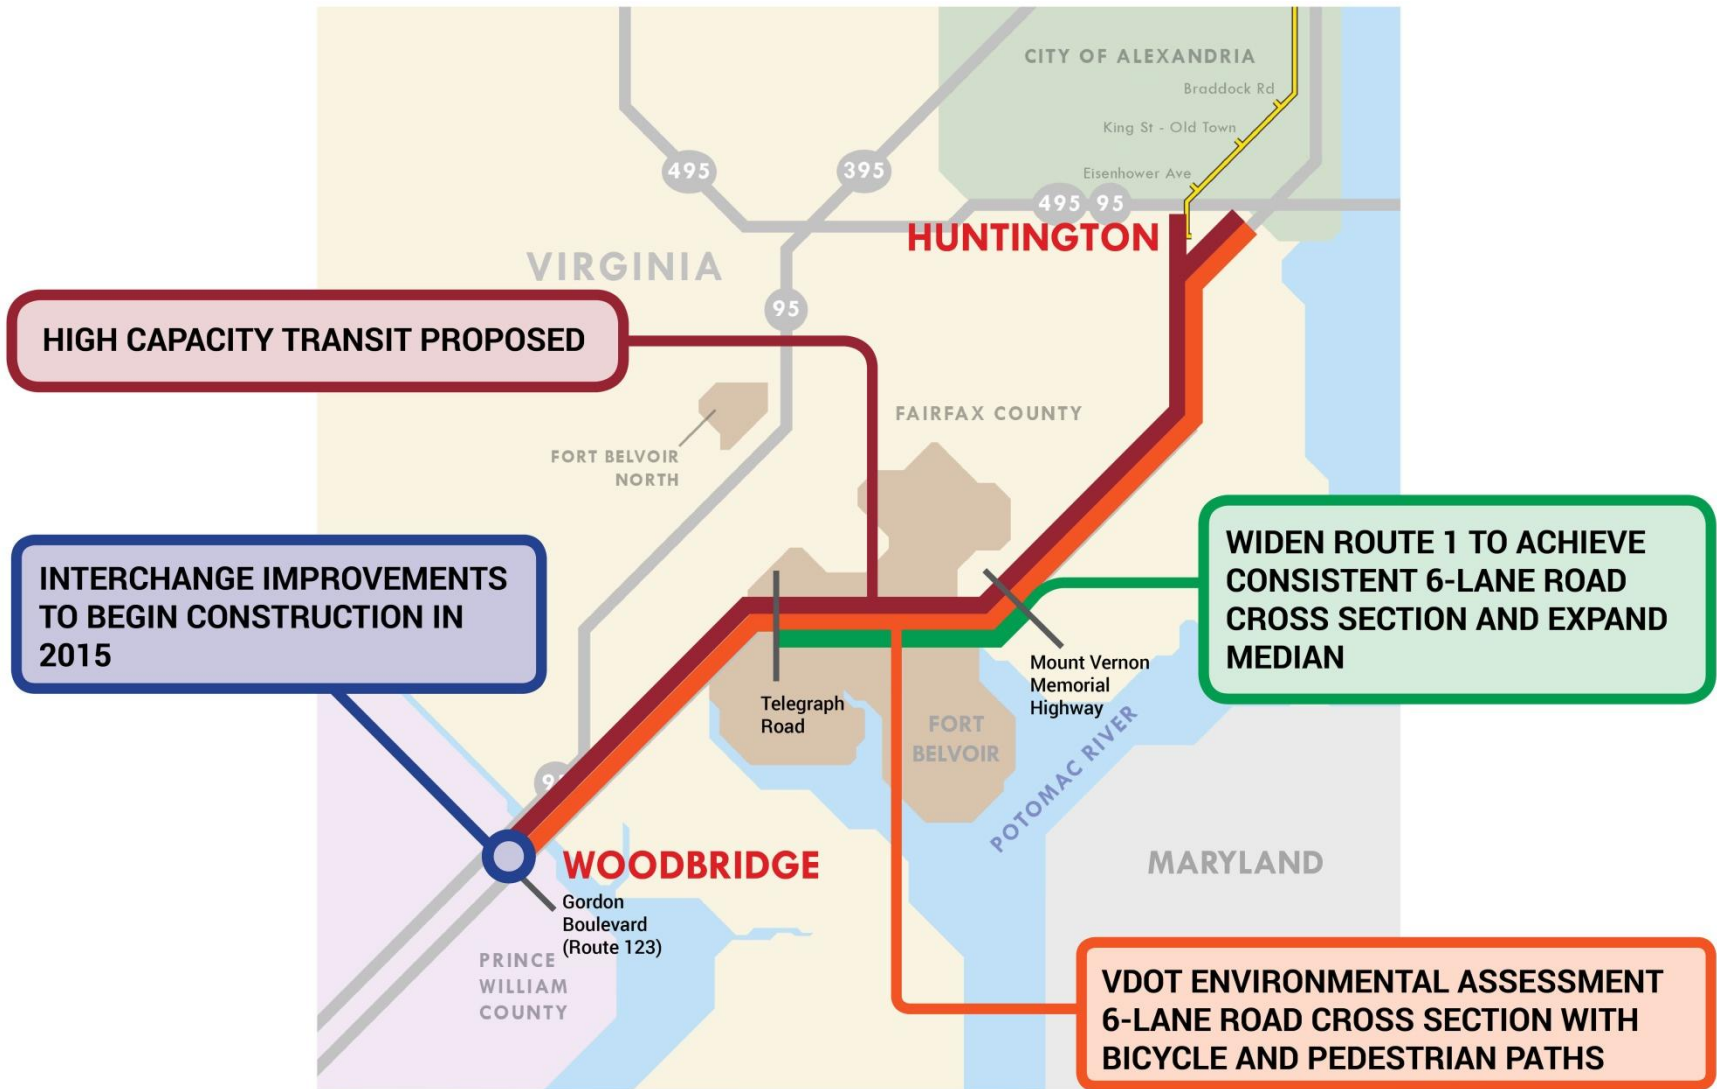 CITY OF ALEXANDRIA
Braddock Rd
King St - Old Town
Eisenhower Ave
495
395
495
95
HUNTINGTON
VIRGINIA
95
HIGH CAPACITY TRANSIT PROPOSED
FAIRFAX COUNTY
FORT BELVOIR
NORTH
INTERCHANGE IMPROVEMENTS
TO BEGIN CONSTRUCTION IN
2015
WIDEN ROUTE 1 TO ACHIEVE
CONSISTENT 6-LANE ROAD
CROSS SECTION AND EXPAND
MEDIAN
Mount Vernon
Memorial
Highway
Telegraph
Road
FORT
BELVOIR
POTOMAC RIVER
WOODBRIDGE
MARYLAND
Gordon
Boulevard
(Route 123)
PRINCE
WILLIAM
COUNTY
VDOT ENVIRONMENTAL ASSESSMENT
6-LANE ROAD CROSS SECTION WITH
BICYCLE AND PEDESTRIAN PATHS